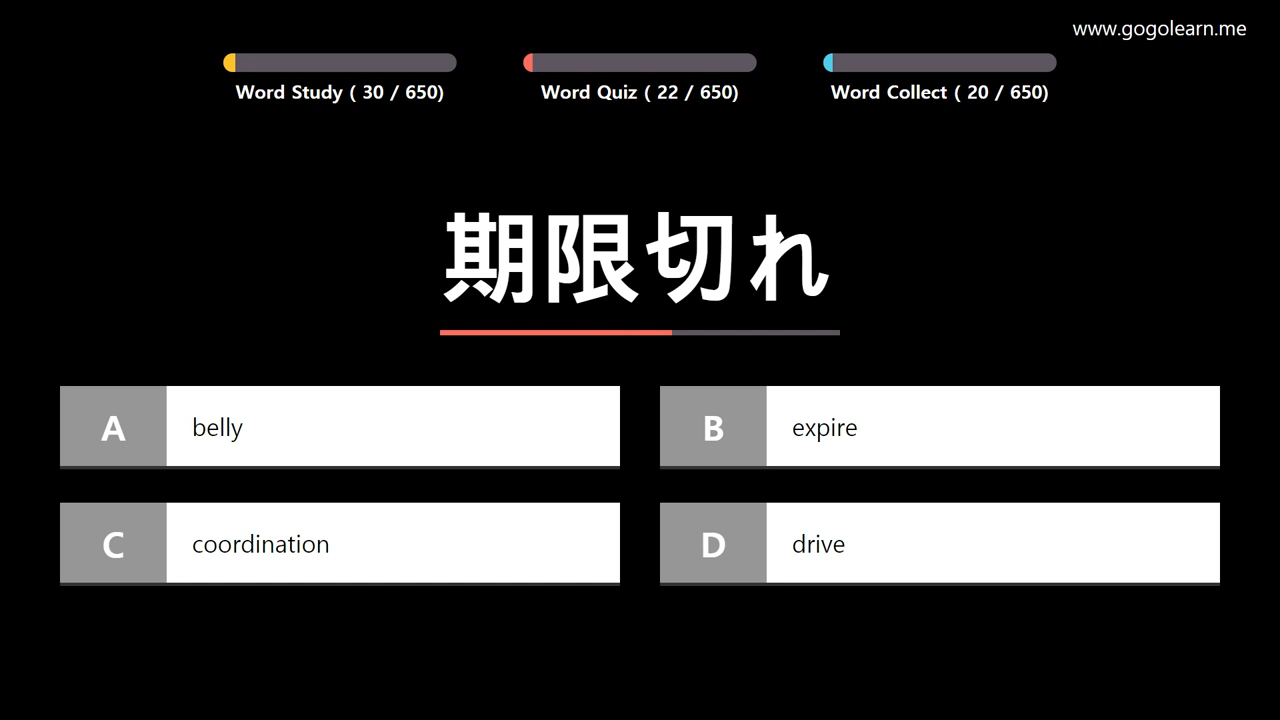 www.gogolearn.me
Word Study ( 30 / 650)
Word Quiz ( 22 / 650)
Word Collect ( 20 / 650)
期限切れ
A belly
B expire
C coordination
D drive